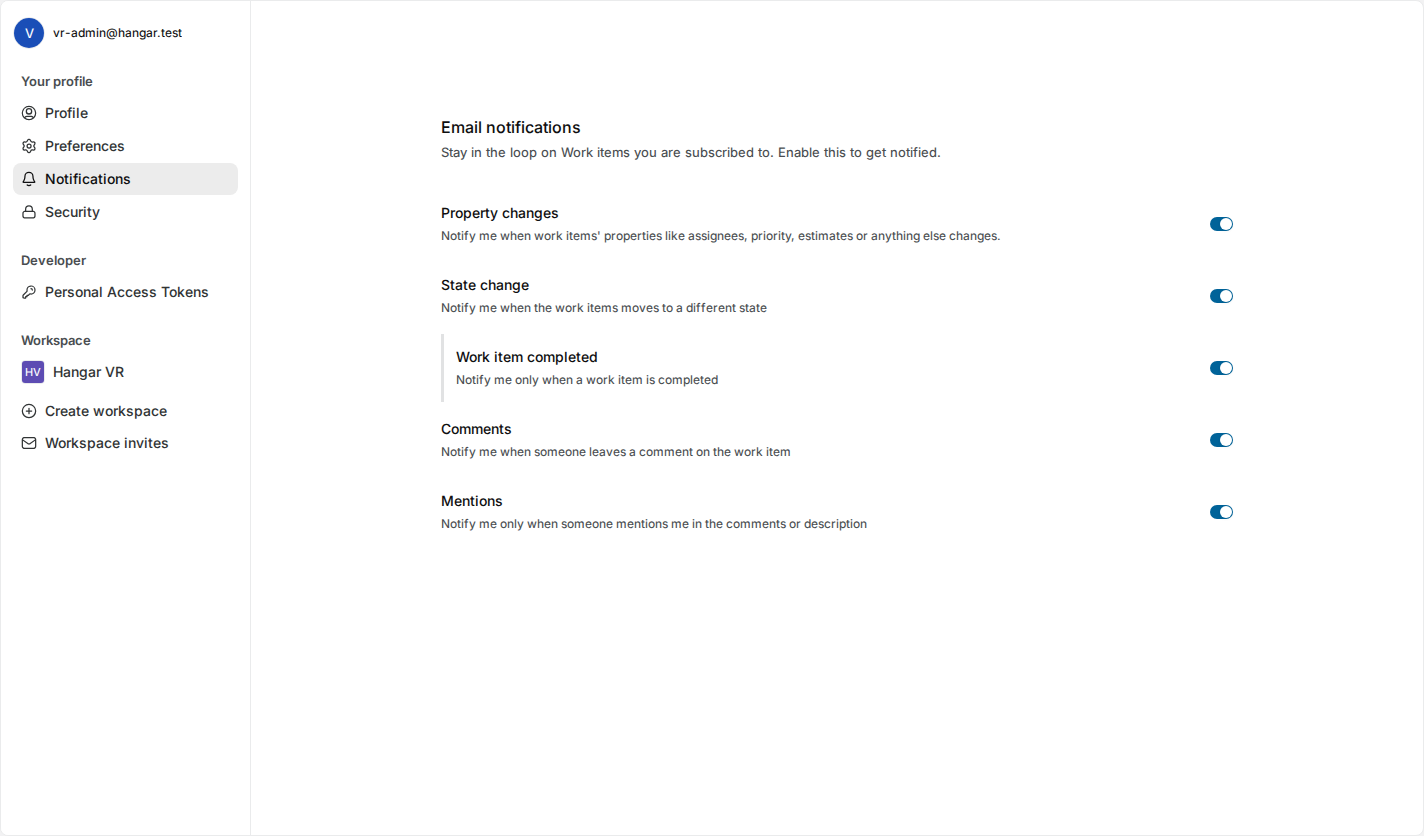 V
vr-admin@hangar.test
Your profile
Profile
Preferences
Notifications
Security
Developer
Personal Access Tokens
Workspace
HV
Hangar VR
Create workspace
Workspace invites
Email notifications
Stay in the loop on Work items you are subscribed to. Enable this to get notified.
Property changes
Notify me when work items' properties like assignees, priority, estimates or anything else changes.
State change
Notify me when the work items moves to a different state
Work item completed
Notify me only when a work item is completed
Comments
Notify me when someone leaves a comment on the work item
Mentions
Notify me only when someone mentions me in the comments or description